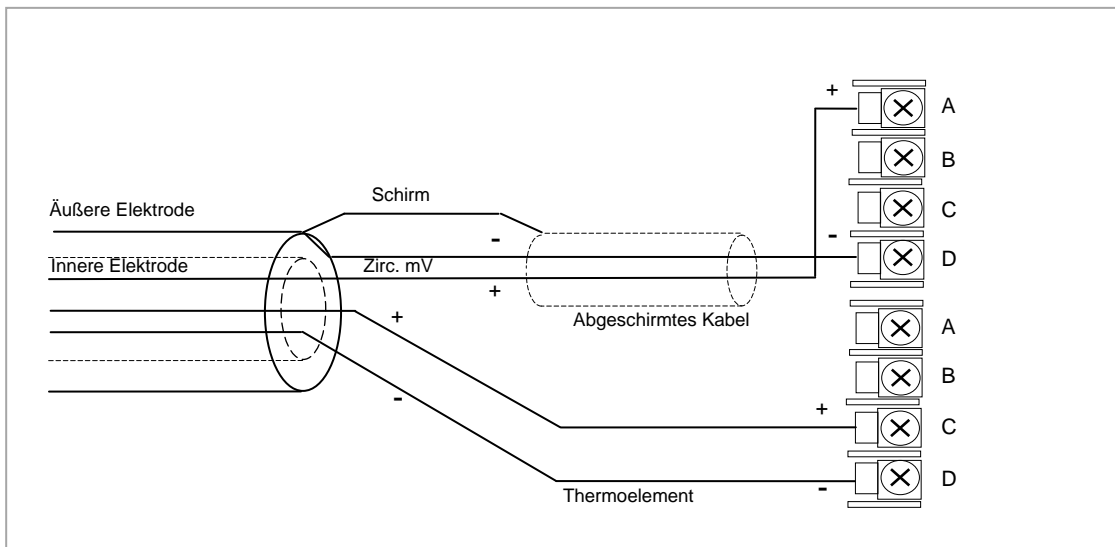 +
A
B
Schirm
Äußere Elektrode
C
-
-
Innere Elektrode
Zirc. mV
D
+
Abgeschirmtes Kabel
+
A
B
-
+
C
Thermoelement
-
D